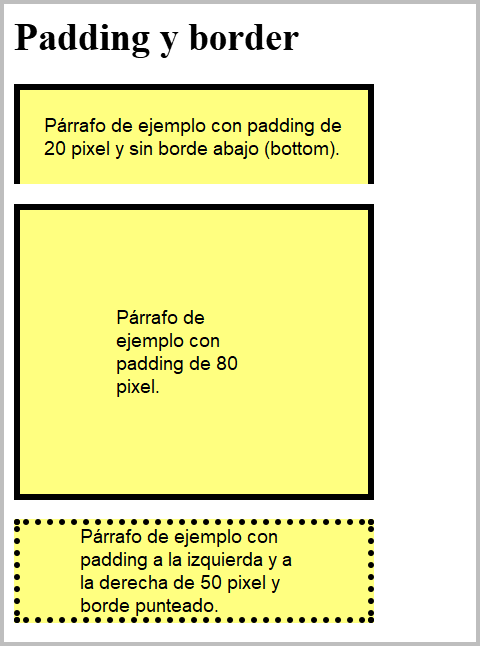 Padding y border
Párrafo de ejemplo con padding de
20 pixel y sin borde abajo (bottom).
Párrafo de
ejemplo con
padding de 80
pixel.
Párrafo de ejemplo con
padding a la izquierda y a
la derecha de 50 pixel y
borde punteado.